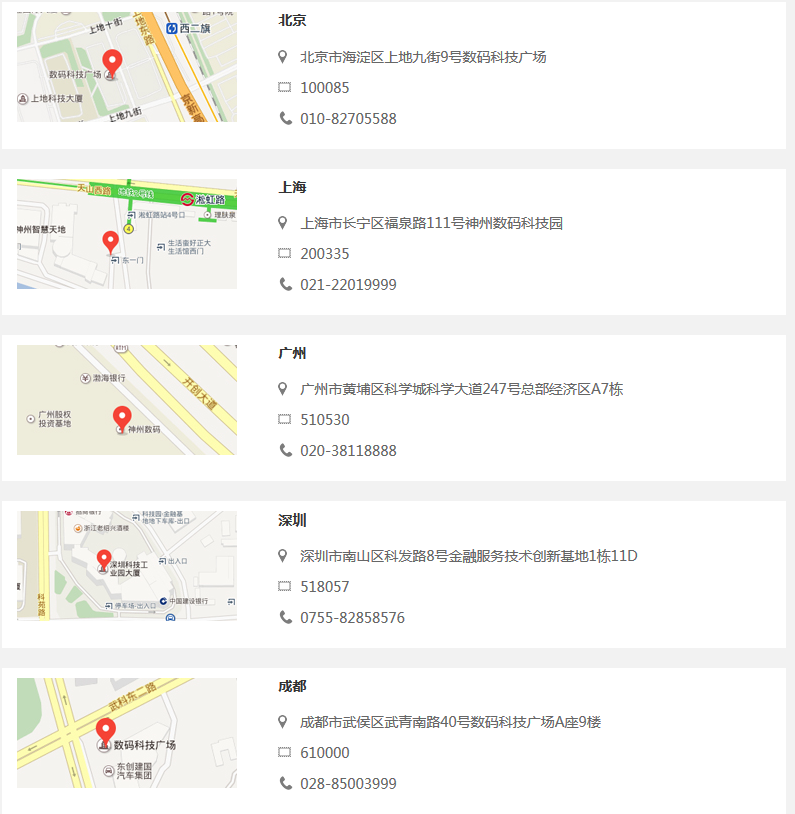 上地十街
上地东路
西二旗
数码科技广场
上地科技大厦
上地九街
京新高
北京
北京市海淀区上地九街9号数码科技广场
100085
010-82705588
天山西路
地铁2号线
淞虹路
淞虹路站4号口
理肤泉
神州智慧天地
4
生活重好正大
生活馆西门
东一门
上海
上海市长宁区福泉路111号神州数码科技园
200335
021-22019999
渤海银行
开创大道
广州股权
投资基地
神州数码
广州
广州市黄埔区科学城科学大道247号总部经济区A7栋
510530
020-38118888
科技园·金融基
地地下车库-出口
浙江老绍兴酒楼
深圳科技工
业园大厦
出入口
科苑路
停车场-出入口
中国建设银行
深圳
深圳市南山区科发路8号金融服务技术创新基地1栋11D
518057
0755-82858576
武科东二路
数码科技广场
东创建国
汽车集团
成都
成都市武侯区武青南路40号数码科技广场A座9楼
610000
028-85003999